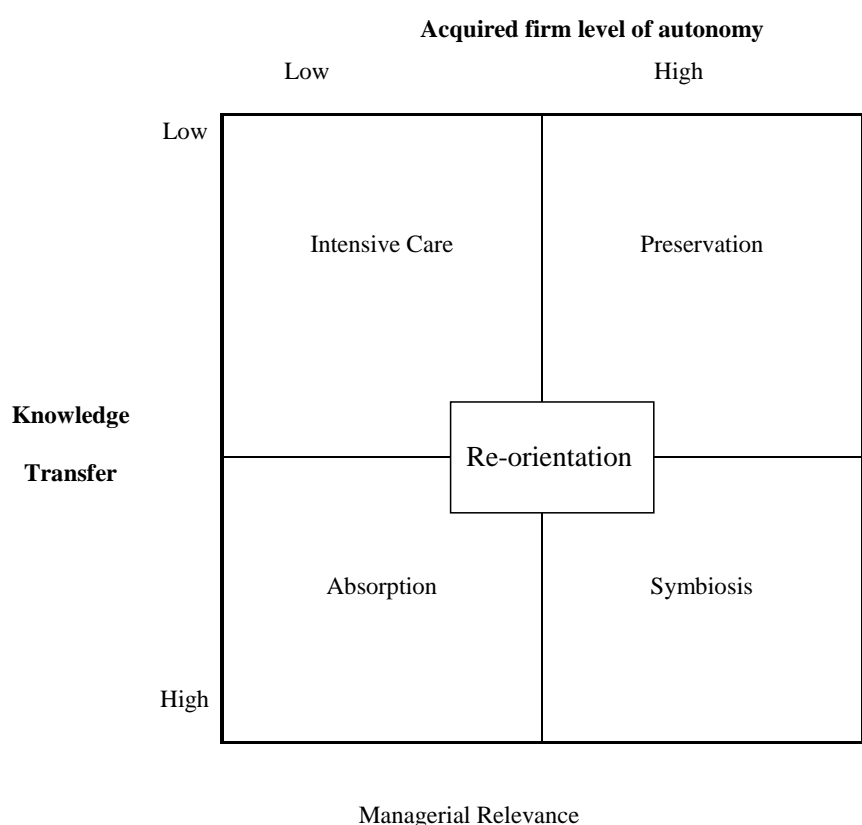 Acquired firm level of autonomy
Low High
Low
Intensive Care Preservation
Knowledge
Transfer
Re-orientation
Absorption Symbiosis
High
Managerial Relevance